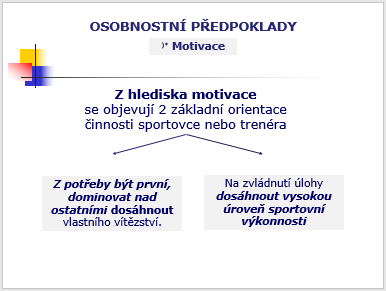 OSOBNOSTNÍ PŘEDPOKLADY
)* Motivace
Z hlediska motivace
se objevují 2 základní orientace
činnosti sportovce nebo trenéra
Z potřeby být první,
dominovat nad
ostatními dosáhnout
vlastního vítězství.
Na zvládnutí úlohy
dosáhnout vysokou
úroveň sportovní
výkonnosti